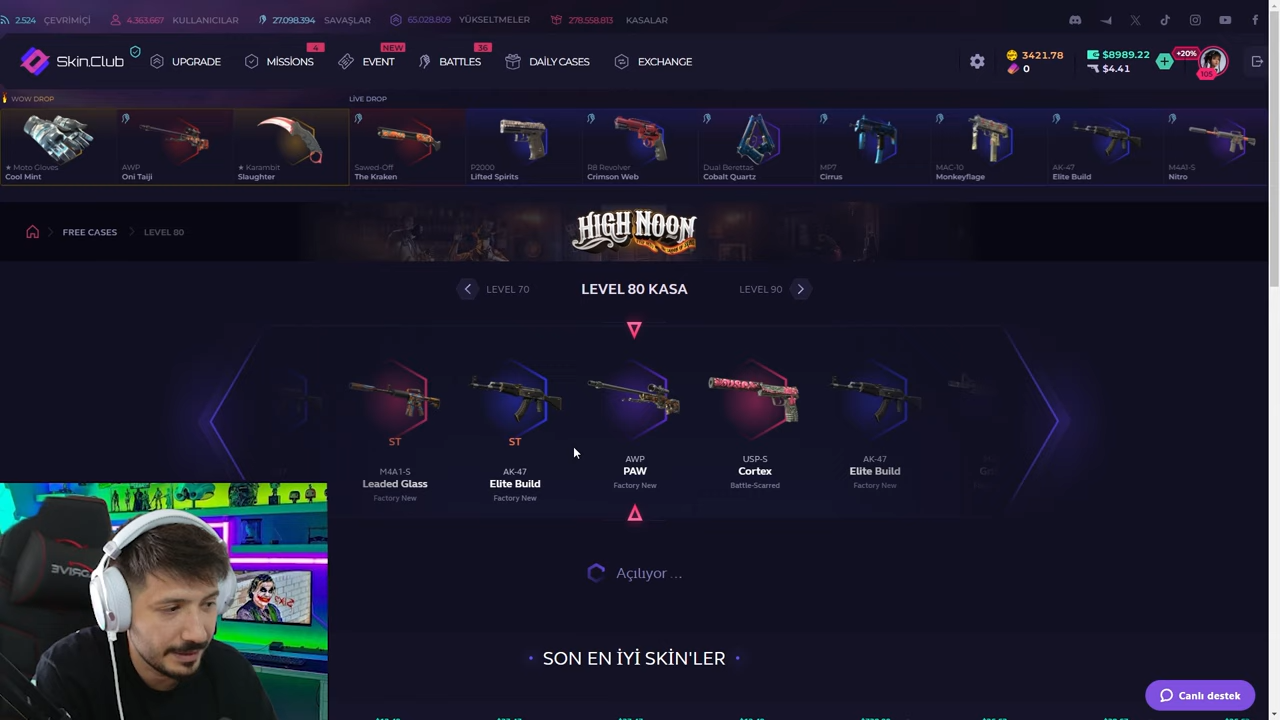 2.524 ÇEVRİMİÇİ 4.363.667 KULLANICILAR 27.098.394 SAVAŞLAR 65.028.809 YÜKSELTMELER 278.558.813 KASALAR
Skin.Club UPGRADE 4 MISSIONS NEW EVENT 36 BATTLES DAILY CASES EXCHANGE
3421.78 $8989.22 +20%
0 $4.41 105
WOW DROP LİVE DROP
★ Moto Gloves AWP ★ Karambit Sawed-Off P2000 R8 Revolver Dual Berettas MP7 MAC-10 AK-47 M4A1-S
Cool Mint Oni Taiji Slaughter The Kraken Lifted Spirits Crimson Web Cobalt Quartz Cirrus Monkeyflage Elite Build Nitro
HIGH NOON
FREE CASES LEVEL 80
LEVEL 70 LEVEL 80 KASA LEVEL 90
ST ST
M4A1-S
Leaded Glass
Factory New
AK-47
Elite Build
Factory New
AWP
PAW
Factory New
USP-S
Cortex
Battle-Scarred
AK-47
Elite Build
Factory New
Açılıyor ...
SON EN İYİ SKİN'LER
Canlı destek